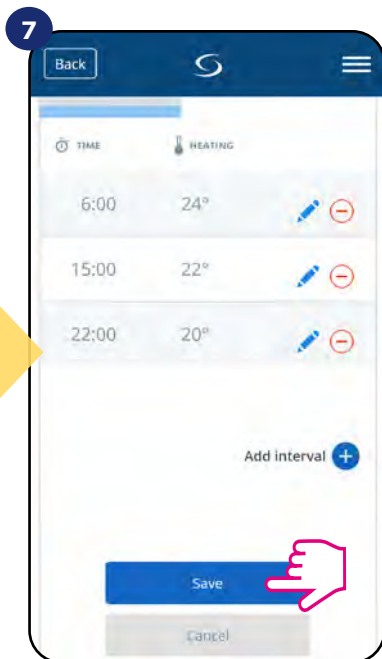 7
Back
TIME HEATING
6:00 24°
15:00 22°
22:00 20°
Add interval
Save
Cancel